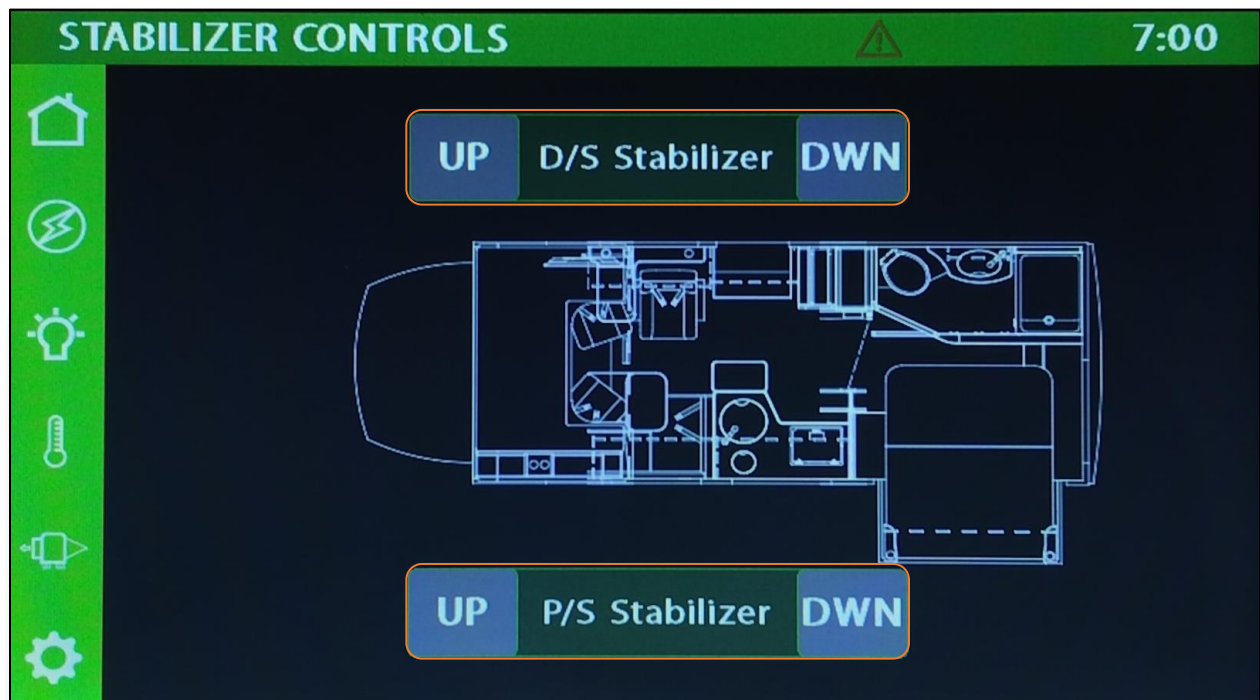 STABILIZER CONTROLS 7:00
UP D/S Stabilizer DWN
UP P/S Stabilizer DWN